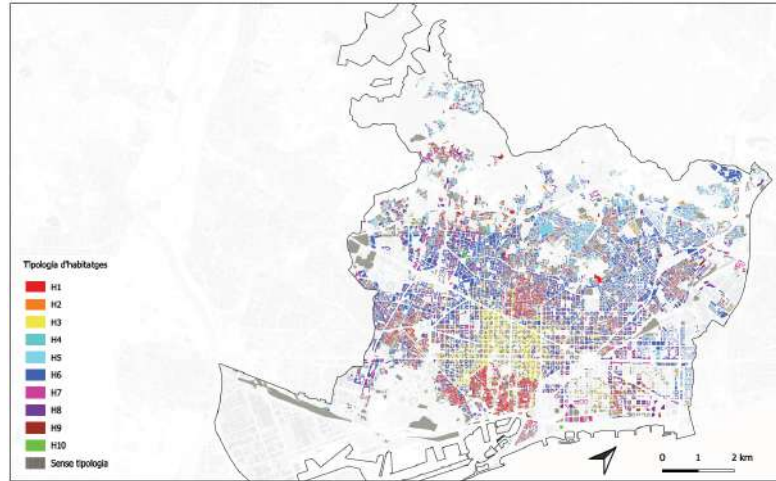 Tipologia d'habitatges
H1
H2
H3
H4
H5
H6
H7
H8
H9
H10
Sense tipologia
0 1 2 km